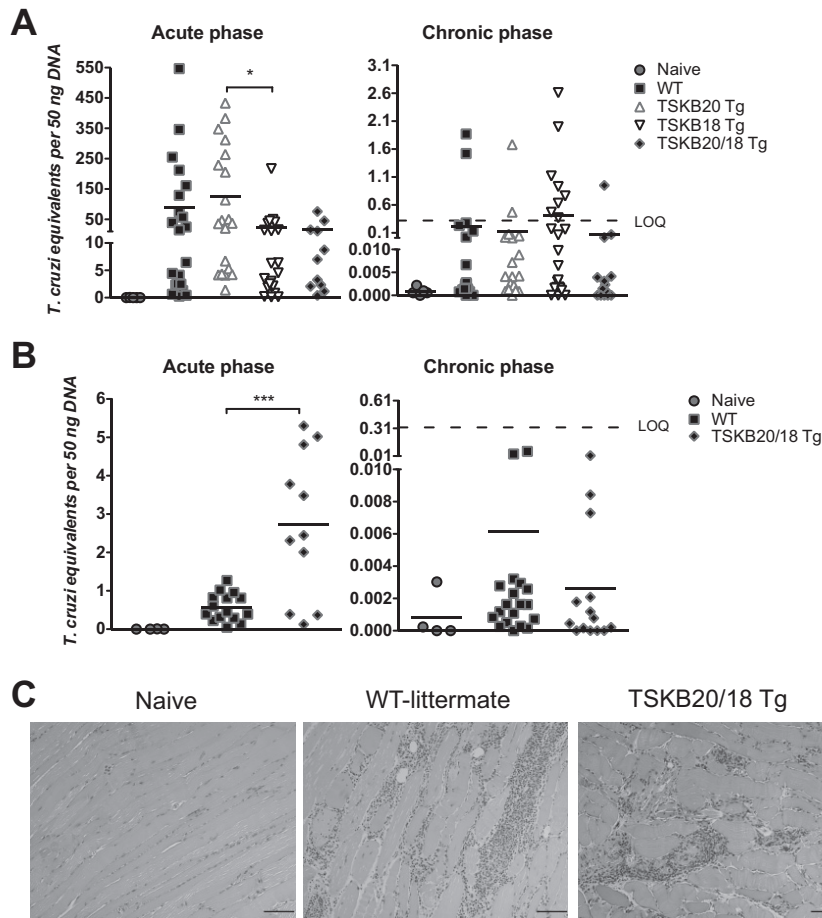 A
Acute phase
Chronic phase
T. cruzi equivalents per 50 ng DNA
550
450
350
250
150
50
10
5
0
*
3.1
2.6
2.1
1.6
1.1
0.6
0.1
0.010
0.005
0.000
LOQ
Naive
WT
TSKB20 Tg
TSKB18 Tg
TSKB20/18 Tg
B
Acute phase
Chronic phase
T. cruzi equivalents per 50 ng DNA
6
5
4
3
2
1
0
***
0.61
0.31
0.01
0.010
0.008
0.006
0.004
0.002
0.000
LOQ
Naive
WT
TSKB20/18 Tg
C
Naive
WT-littermate
TSKB20/18 Tg